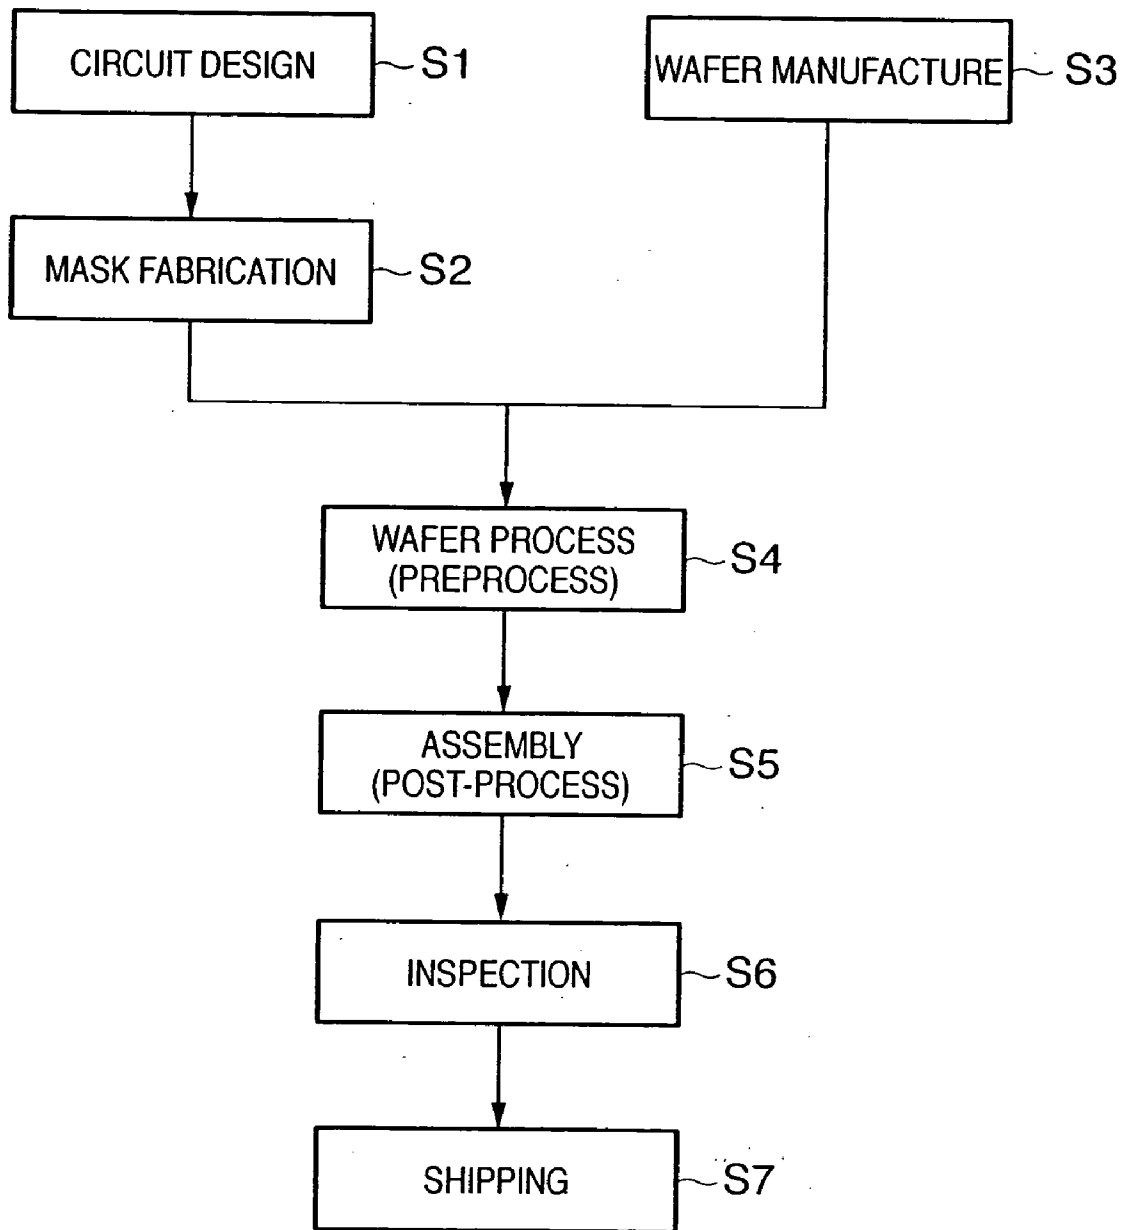 CIRCUIT DESIGN
S1
WAFER MANUFACTURE
S3
MASK FABRICATION
S2
WAFER PROCESS
(PREPROCESS)
S4
ASSEMBLY
(POST-PROCESS)
S5
INSPECTION
S6
SHIPPING
S7